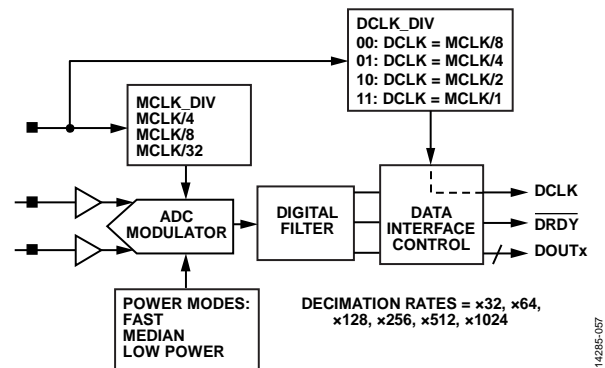 DCLK_DIV
00: DCLK = MCLK/8
01: DCLK = MCLK/4
10: DCLK = MCLK/2
11: DCLK = MCLK/1
MCLK_DIV
MCLK/4
MCLK/8
MCLK/32
ADC
MODULATOR
DIGITAL
FILTER
DATA
INTERFACE
CONTROL
DCLK
DRDY
DOUTx
POWER MODES:
FAST
MEDIAN
LOW POWER
DECIMATION RATES = ×32, ×64,
×128, ×256, ×512, ×1024
14285-057